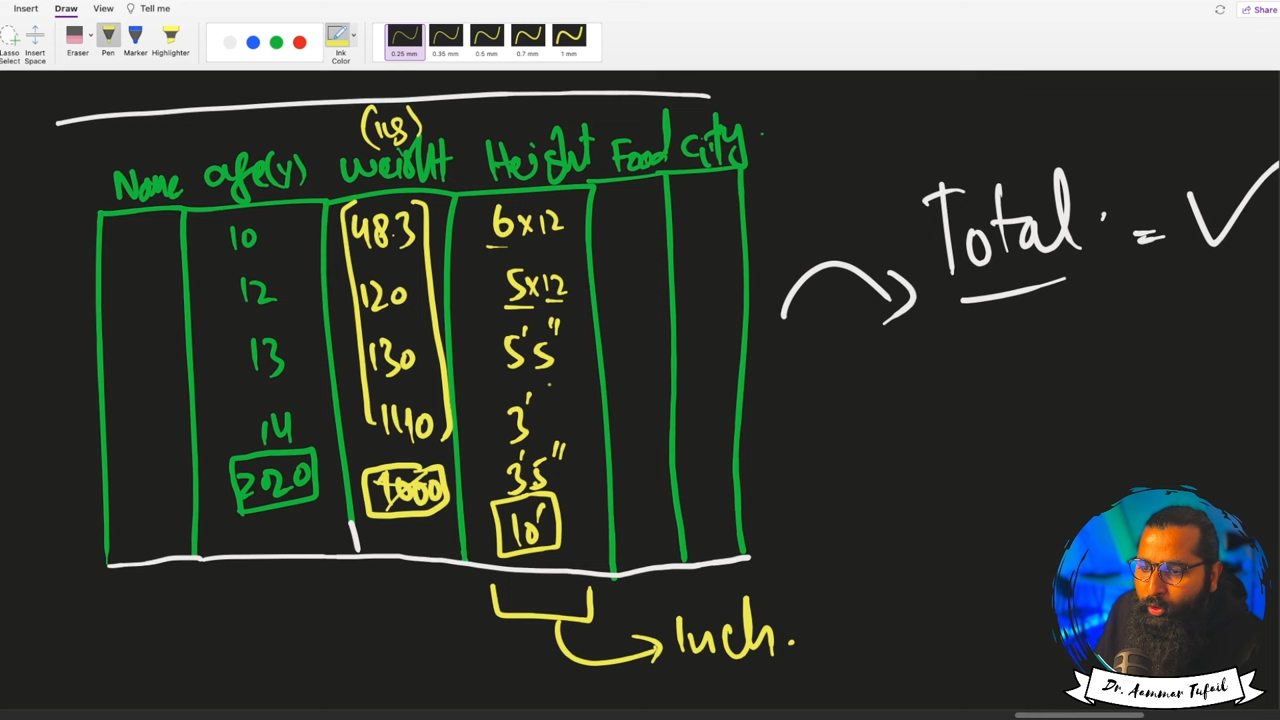 Insert Draw View Tell me Share
Lasso Select
Insert Space
Eraser
Pen
Marker
Highlighter
Ink Color
0.25 mm 0.35 mm 0.5 mm 0.7 mm 1 mm
Name age(y) weight Height Food City
10 48.3 6x12
12 120 5x12
13 130 5'5"
14 1140 3'
2020 1000 3'5"
10'
Total =
Inch.
Dr. Aammar Tufail